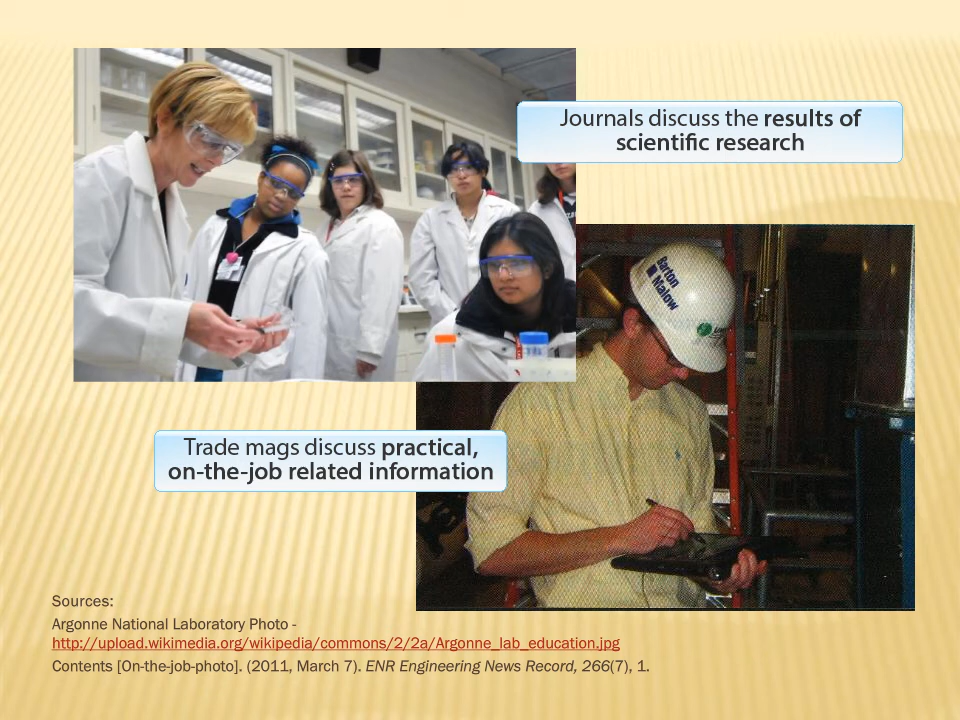 Journals discuss the results of
scientific research
Barton
Malow
Trade mags discuss practical,
on-the-job related information
Sources:
Argonne National Laboratory Photo -
http://upload.wikimedia.org/wikipedia/commons/2/2a/Argonne_lab_education.jpg
Contents [On-the-job-photo]. (2011, March 7). ENR Engineering News Record, 266(7), 1.